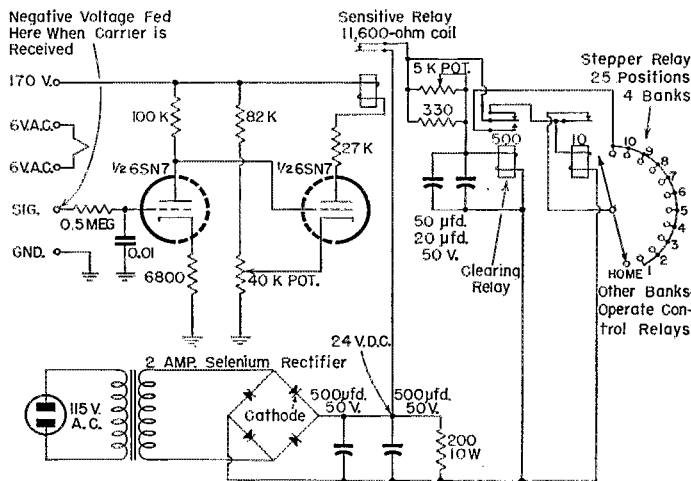 Negative Voltage Fed
Here When Carrier is
Received
Sensitive Relay
11,600-ohm coil
Stepper Relay
25 Positions
4 Banks
170 V.
5 K POT.
100 K
82K
330
500
10
6V.A.C.
6V.A.C.
27 K
½ 6SN7
½ 6SN7
10
9
8
7
6
5
4
3
2
1
HOME
SIG.
0.5 MEG
0.01
GND.
6800
40 K POT.
50 µfd.
20 µfd.
50 V.
Clearing
Relay
Other Banks
Operate Con-
trol Relays
24 V.D.C.
2 AMP. Selenium Rectifier
115 V.
A.C.
Cathode
500µfd.
50V.
500µfd.
50V.
200
10W